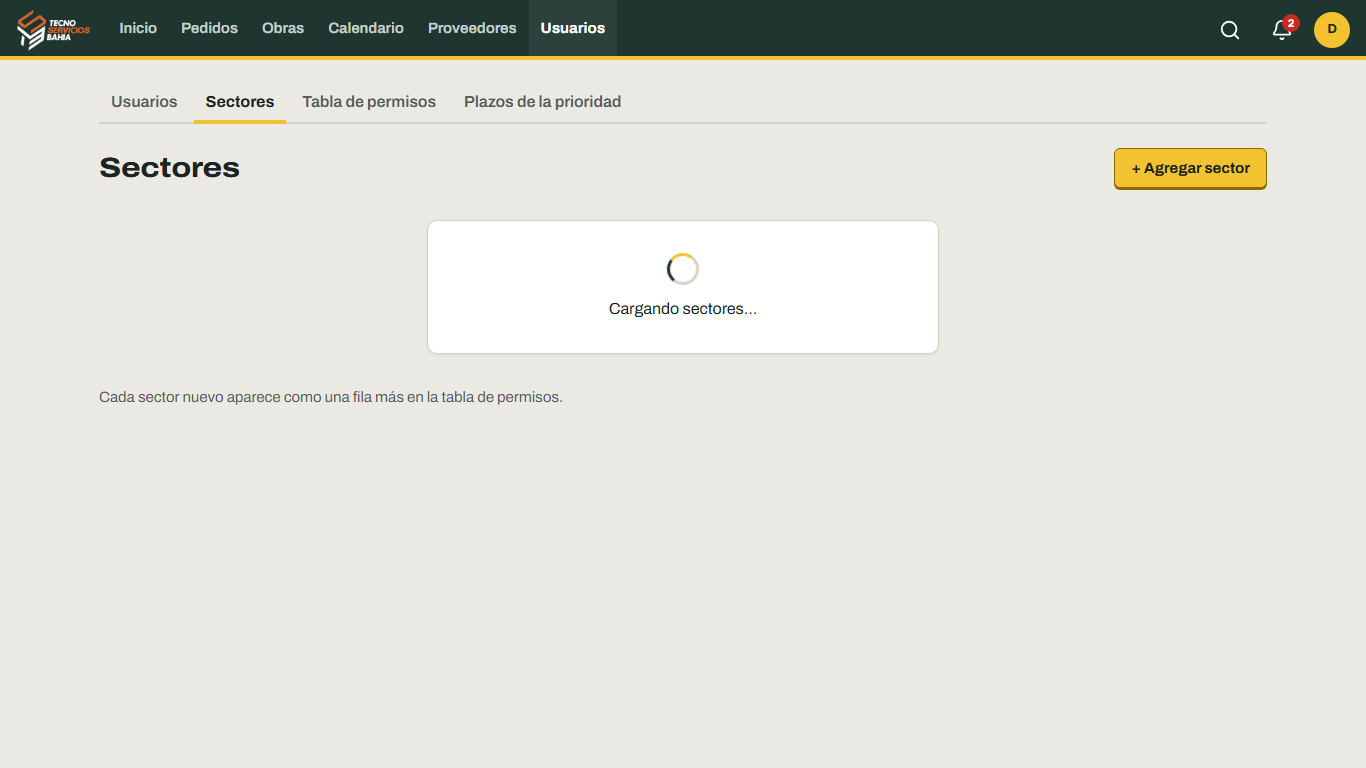 TECNO
SERVICIOS
BAHIA
Inicio
Pedidos
Obras
Calendario
Proveedores
Usuarios
2
D
Usuarios
Sectores
Tabla de permisos
Plazos de la prioridad
Sectores
+ Agregar sector
Cargando sectores...
Cada sector nuevo aparece como una fila más en la tabla de permisos.